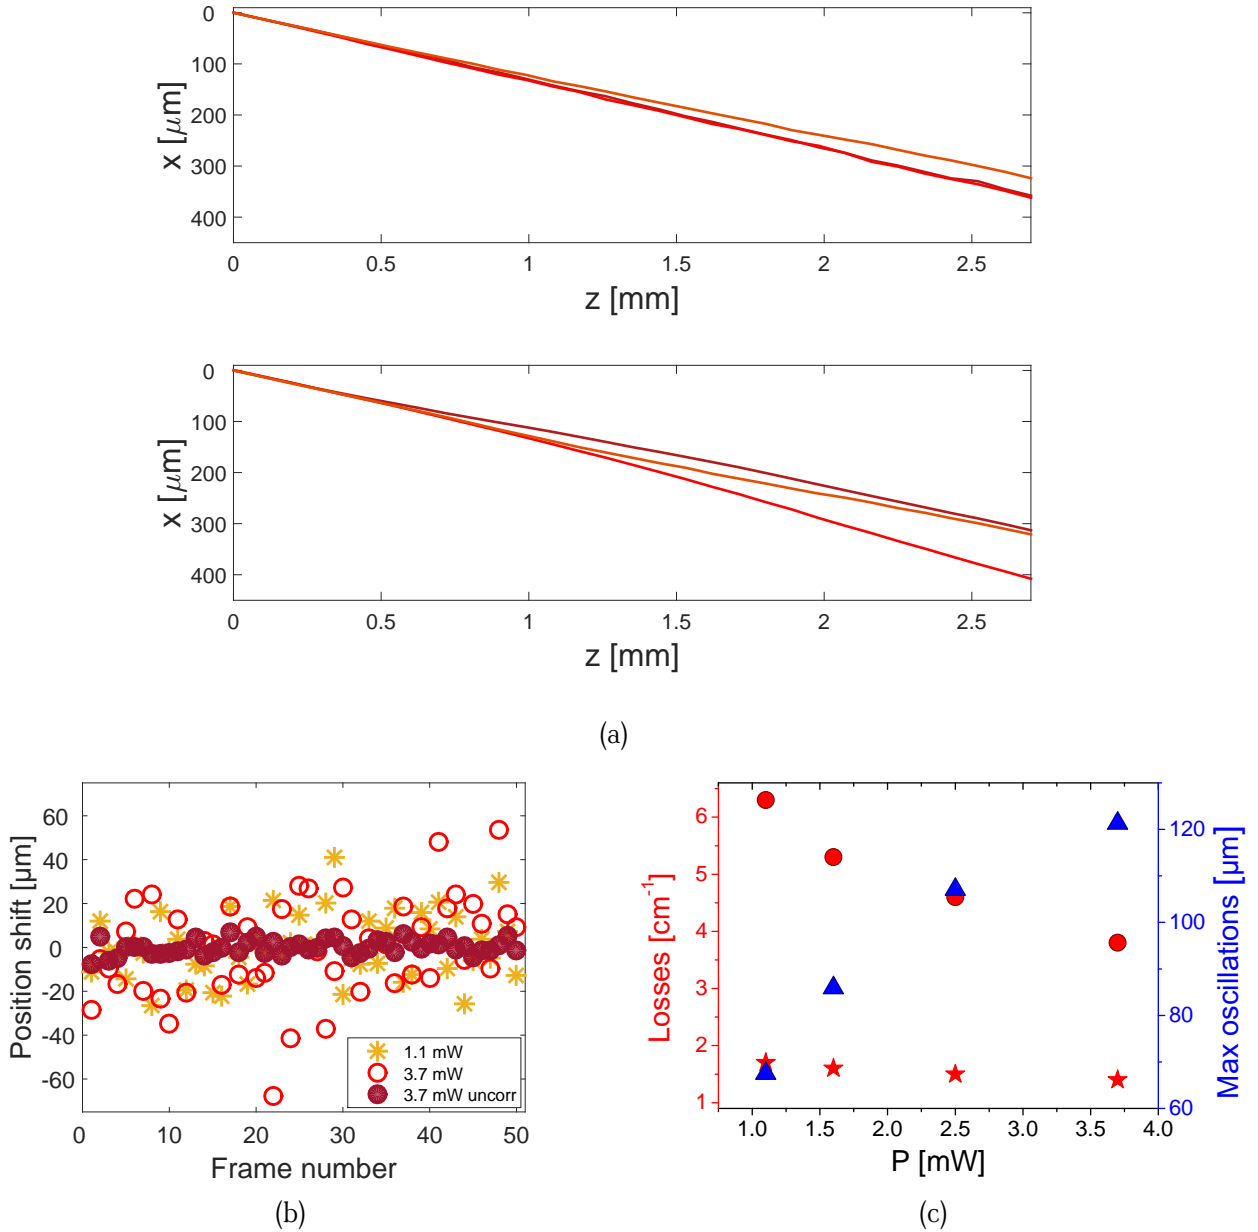 0
100
200
300
400
x [μm]
0 0.5 1 1.5 2 2.5
z [mm]
0
100
200
300
400
x [μm]
0 0.5 1 1.5 2 2.5
z [mm]
(a)
60
40
20
0
-20
-40
-60
Position shift [µm]
1.1 mW
3.7 mW
3.7 mW uncorr
0 10 20 30 40 50
Frame number
(b)
6
5
4
3
2
1
Losses [cm⁻¹]
120
100
80
60
Max oscillations [µm]
1.0 1.5 2.0 2.5 3.0 3.5 4.0
P [mW]
(c)